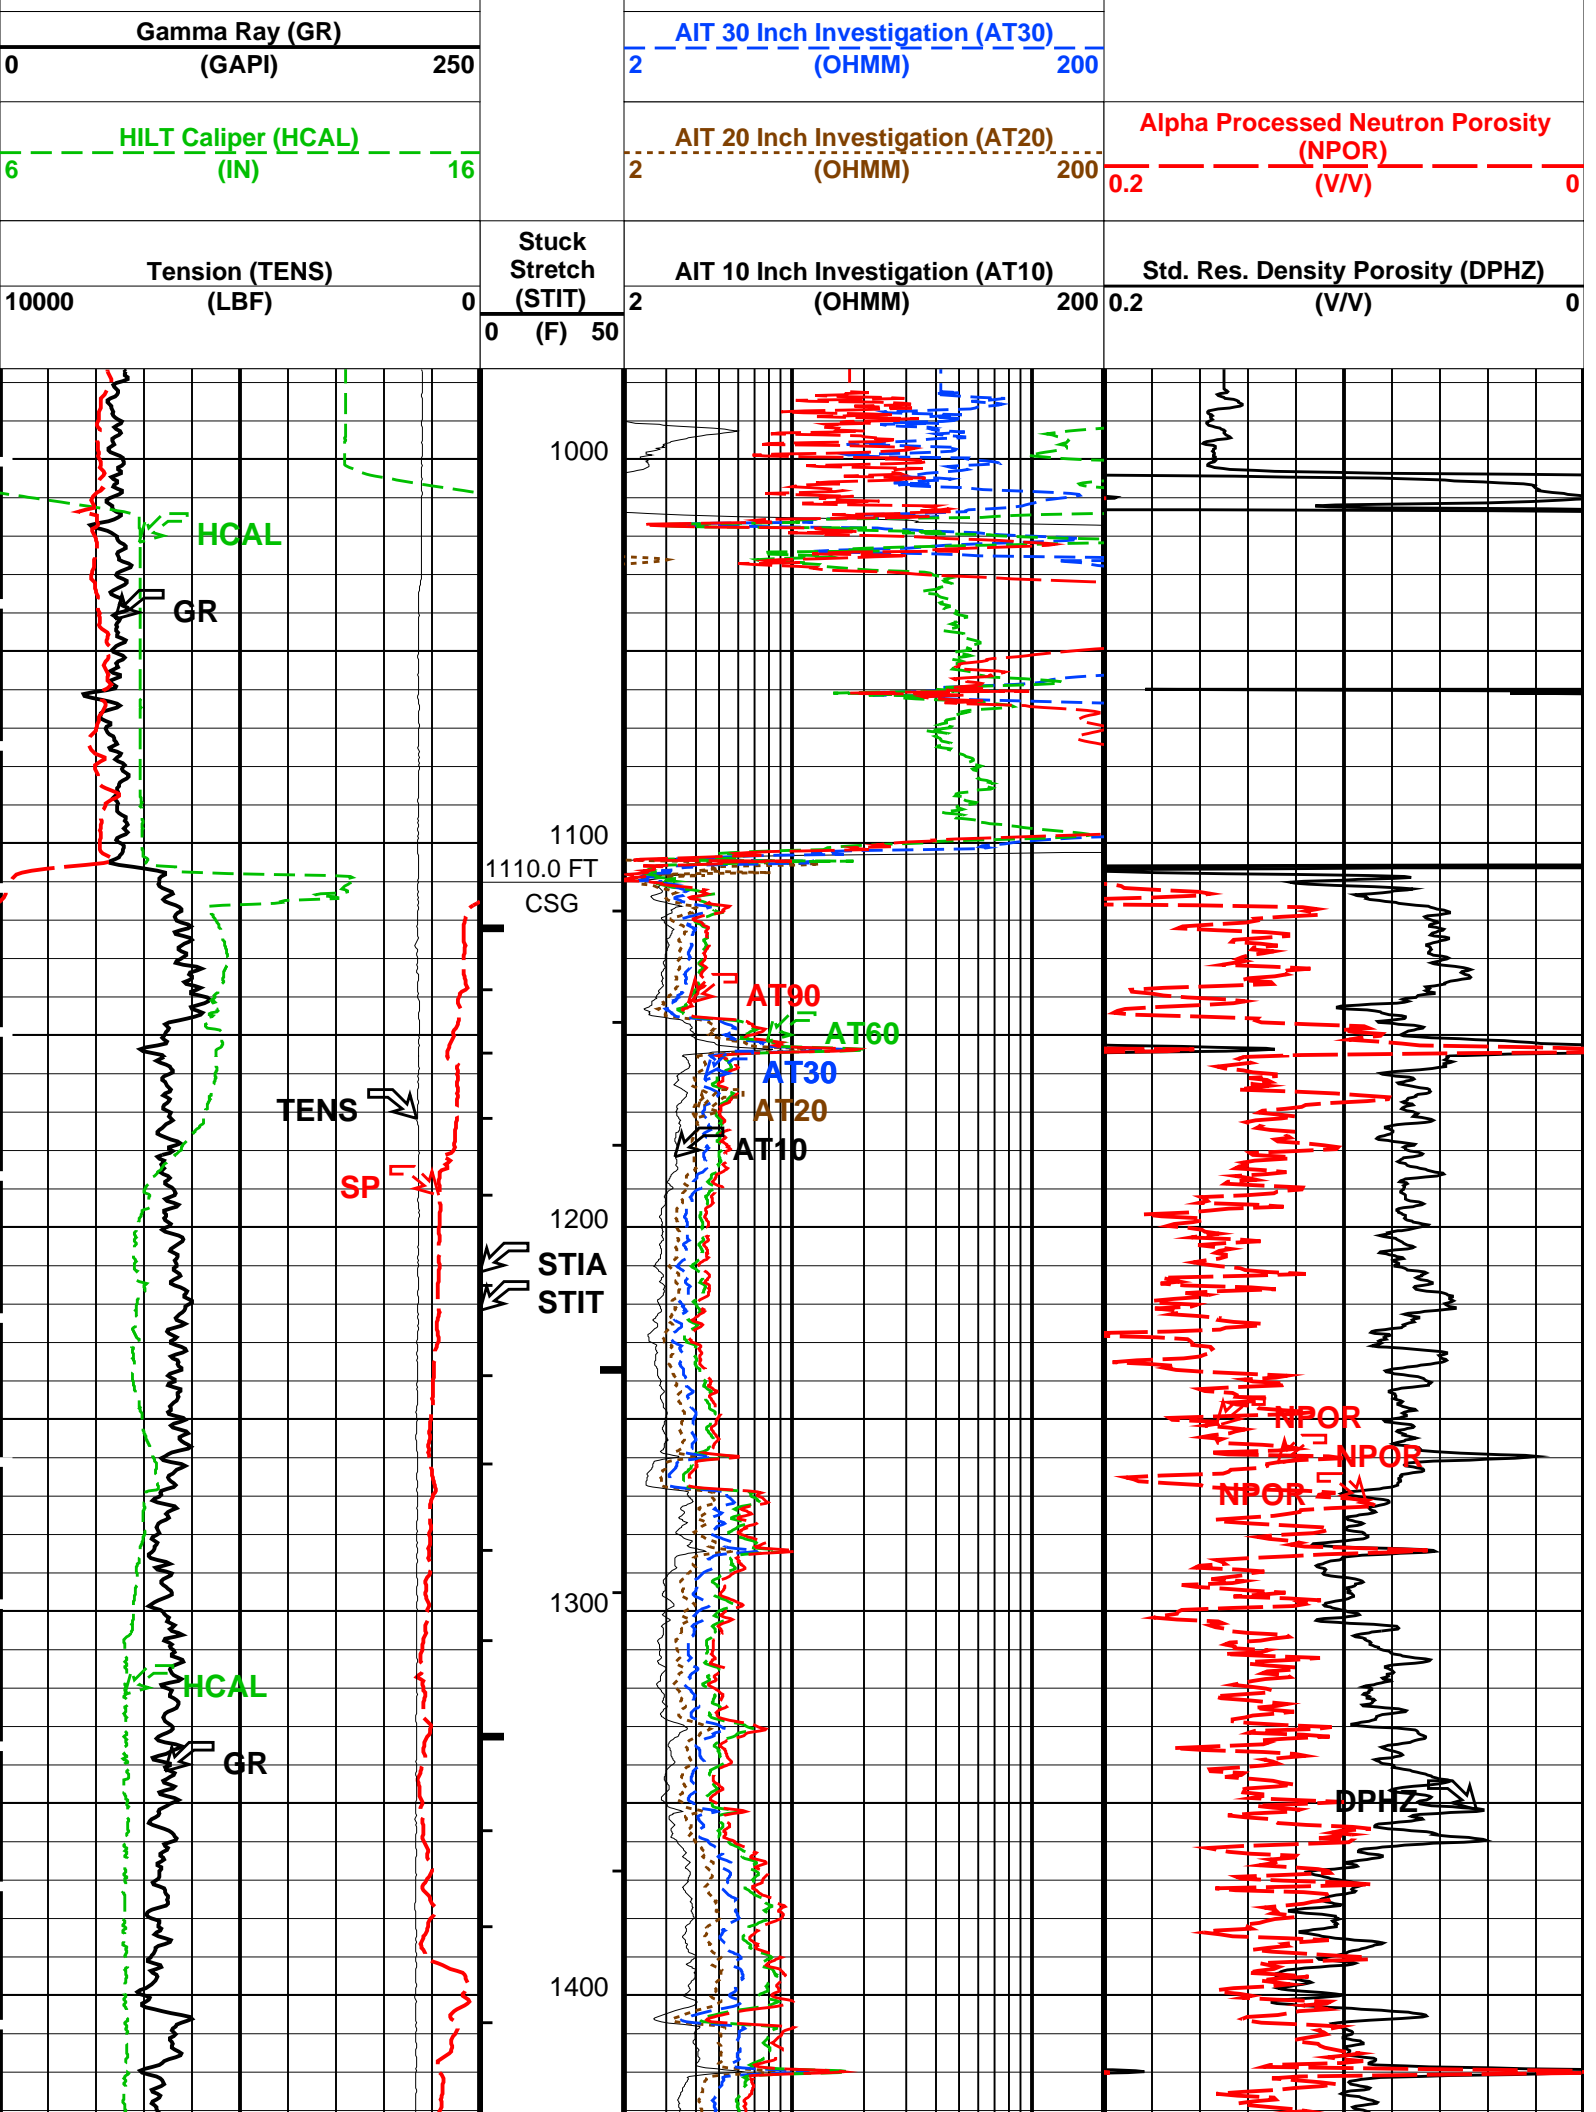 Gamma Ray (GR)
0 (GAPI) 250
HILT Caliper (HCAL)
6 (IN) 16
Tension (TENS)
10000 (LBF) 0
Stuck
Stretch
(STIT)
0 (F) 50
AIT 30 Inch Investigation (AT30)
2 (OHMM) 200
AIT 20 Inch Investigation (AT20)
2 (OHMM) 200
AIT 10 Inch Investigation (AT10)
2 (OHMM) 200
Alpha Processed Neutron Porosity
(NPOR)
0.2 (V/V) 0
Std. Res. Density Porosity (DPHZ)
0.2 (V/V) 0
1000
HCAL
GR
1100
1110.0 FT
CSG
AT90
AT60
AT30
TENS
AT20
AT10
SP
1200
STIA
STIT
NPOR
NPOR
NPOR
1300
HCAL
GR
DPHZ
1400